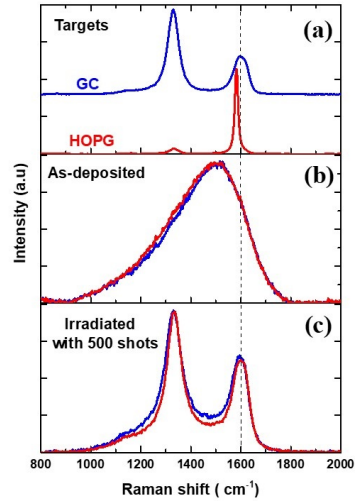 Targets
(a)
GC
HOPG
As-deposited
(b)
Irradiated
with 500 shots
(c)
Intensity (a.u)
800 1000 1200 1400 1600 1800 2000
Raman shift ( cm-1)